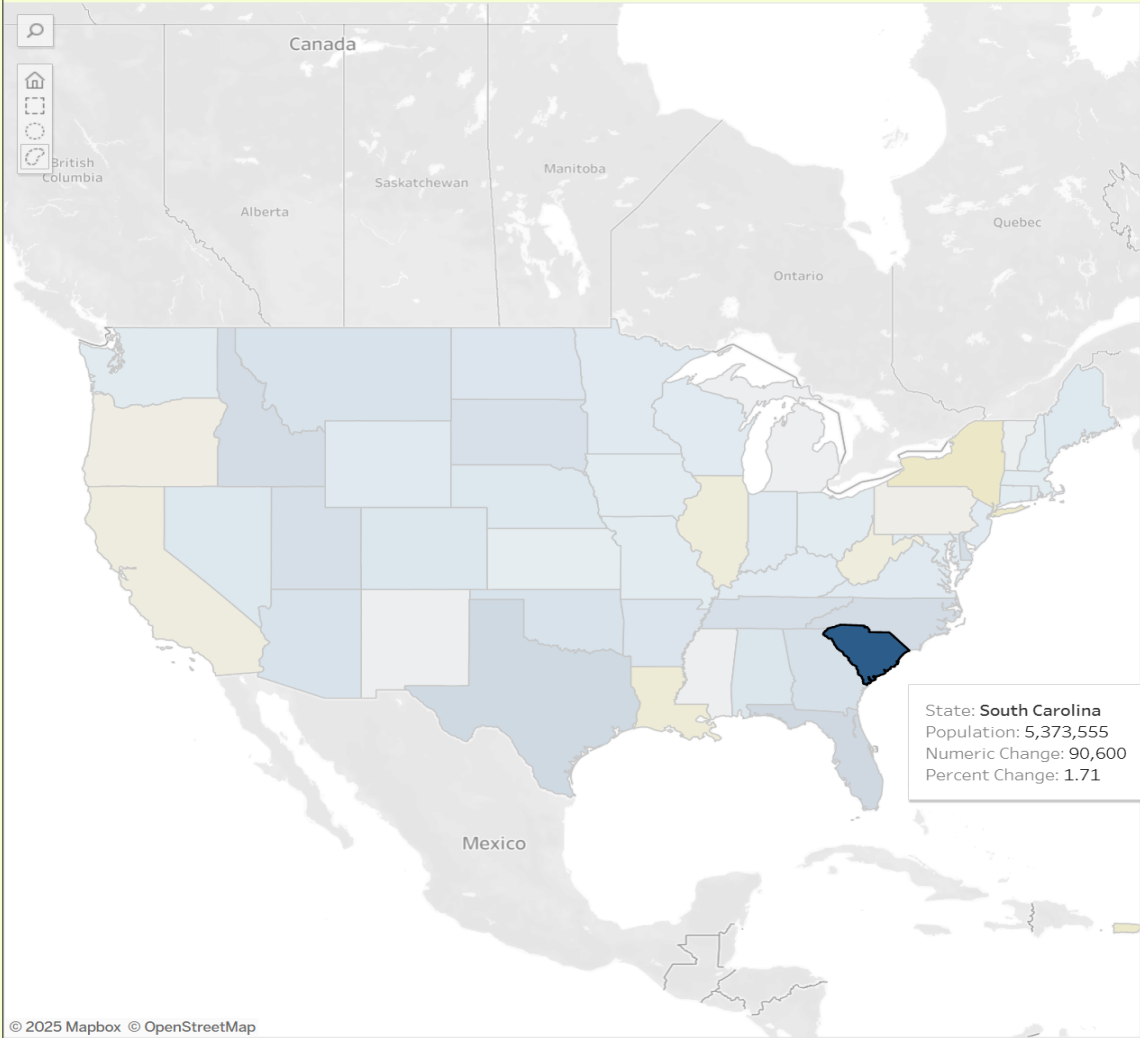 Canada
British
Columbia
Alberta
Saskatchewan
Manitoba
Ontario
Quebec
State: South Carolina
Population: 5,373,555
Numeric Change: 90,600
Percent Change: 1.71
Mexico
© 2025 Mapbox © OpenStreetMap